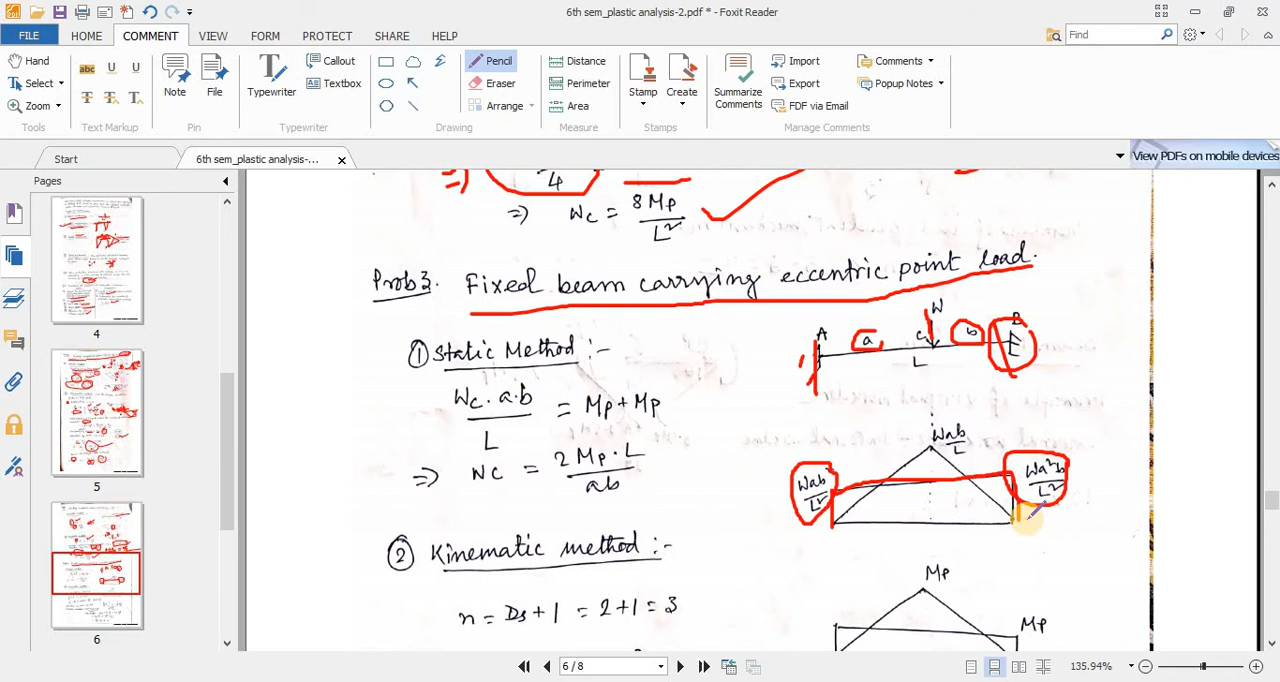 6th sem_plastic analysis-2.pdf * - Foxit Reader
FILE HOME COMMENT VIEW FORM PROTECT SHARE HELP
Find
Hand
Select
Zoom
Tools
abc U U
T T T
Text Markup
Note
File
Pin
Typewriter
Callout
Textbox
Typewriter
Pencil
Eraser
Arrange
Drawing
Distance
Perimeter
Area
Measure
Stamp
Create
Stamps
Summarize
Comments
Import
Export
FDF via Email
Comments
Popup Notes
Manage Comments
Start
6th sem_plastic analysis-...
View PDFs on mobile devices
Pages
4
5
6
=)
4
=> Wc = 8Mp / L²
Prob 3. Fixed beam carrying eccentric point load.
① Static Method :-
Wc.a.b / L = Mp + Mp
=> Wc = 2Mp.L / ab
W
A a C b B
L
Wab / L
Wab² / L²
Wa²b / L²
② Kinematic method :-
n = Ds + 1 = 2+1 = 3
Mp
Mp
6 / 8
135.94%